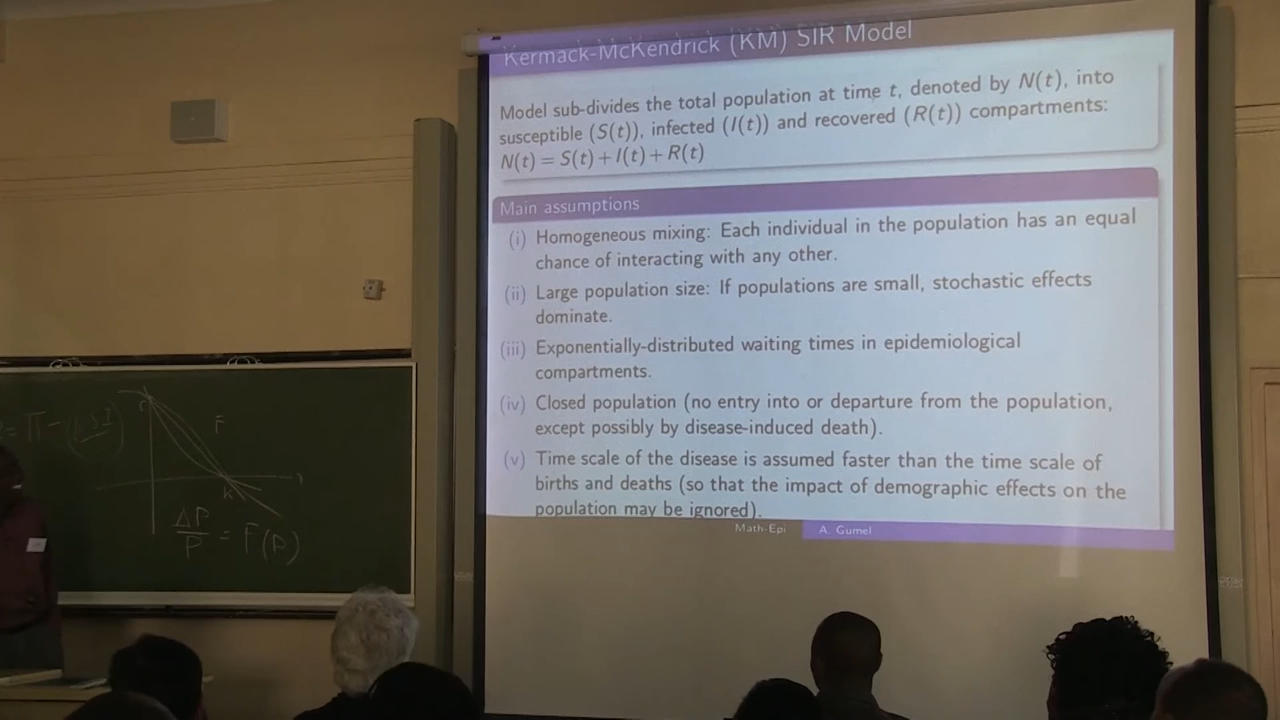 Kermack-McKendrick (KM) SIR Model
Model sub-divides the total population at time t, denoted by N(t), into
susceptible (S(t)), infected (I(t)) and recovered (R(t)) compartments:
N(t) = S(t) + I(t) + R(t)
Main assumptions
(i) Homogeneous mixing: Each individual in the population has an equal
chance of interacting with any other.
(ii) Large population size: If populations are small, stochastic effects
dominate.
(iii) Exponentially-distributed waiting times in epidemiological
compartments.
(iv) Closed population (no entry into or departure from the population,
except possibly by disease-induced death).
(v) Time scale of the disease is assumed faster than the time scale of
births and deaths (so that the impact of demographic effects on the
population may be ignored).
Math-Epi A. Gumel
F
K
ΔP/P = F(P)